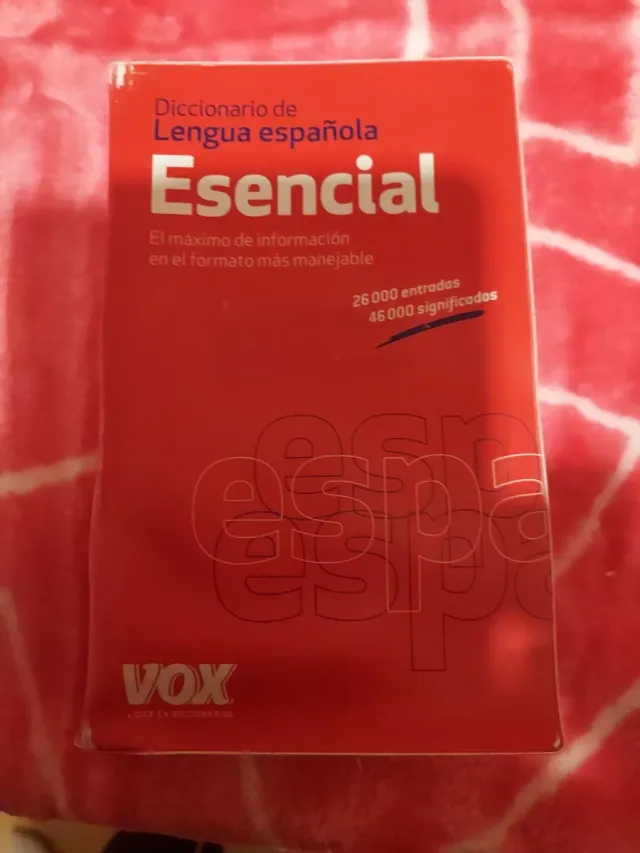 Diccionario de
Lengua española
Esencial
El máximo de información
en el formato más manejable
26 000 entradas
46 000 significados
espa
espa
espa
VOX